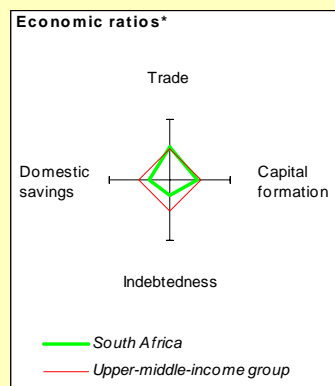 Economic ratios*
Trade
Domestic
savings
Capital
formation
Indebtedness
South Africa
Upper-middle-income group